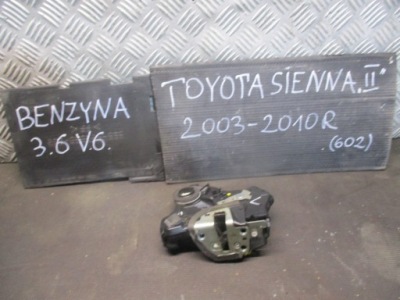 BENZYNA
3.6 V6.
TOYOTA SIENNA. II
2003-2010R
(602)